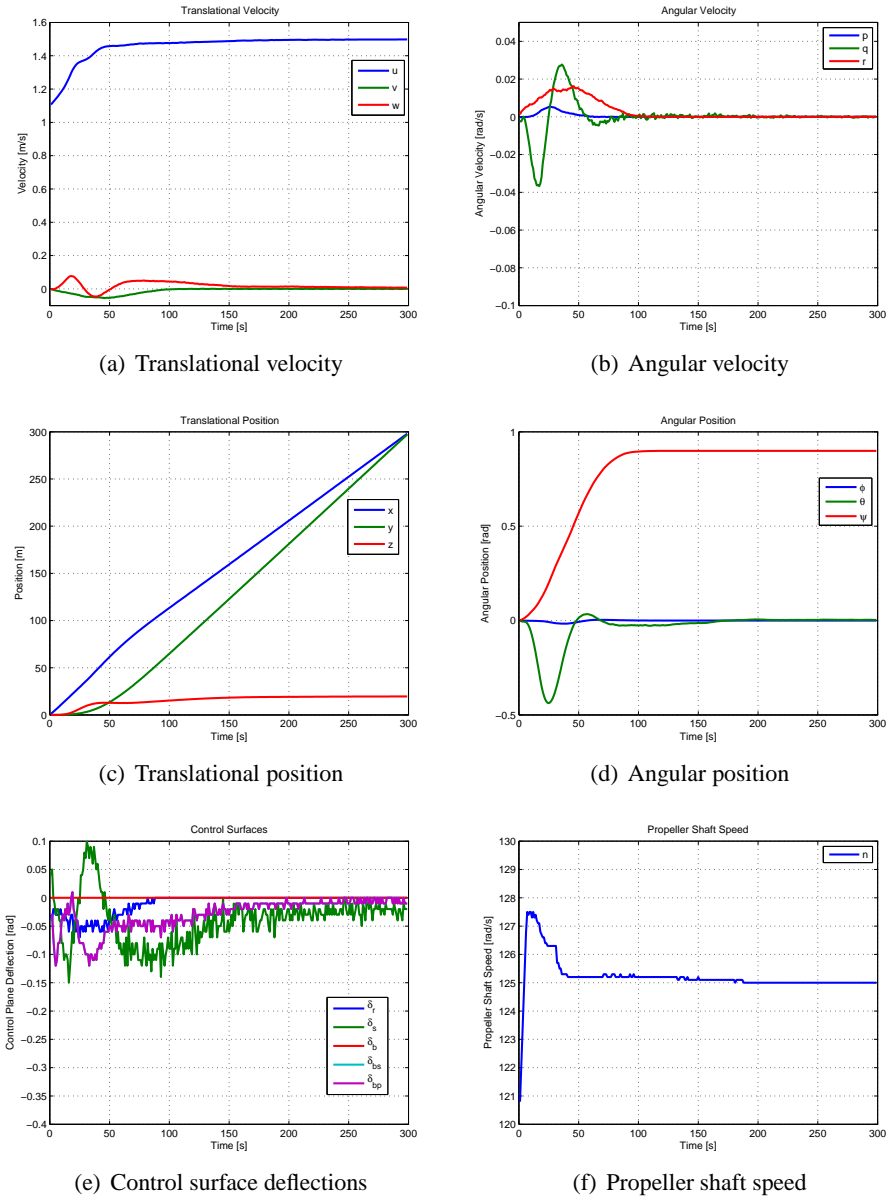 Translational Velocity
1.6
1.4
1.2
1
0.8
0.6
0.4
0.2
0
Velocity [m/s]
u
v
w
0 50 100 150 200 250 300
Time [s]
(a) Translational velocity
Angular Velocity
0.04
0.02
0
−0.02
−0.04
−0.06
−0.08
−0.1
Angular Velocity [rad/s]
p
q
r
0 50 100 150 200 250 300
Time [s]
(b) Angular velocity
Translational Position
300
250
200
150
100
50
0
Position [m]
x
y
z
0 50 100 150 200 250 300
Time [s]
(c) Translational position
Angular Position
1
0.5
0
−0.5
Angular Position [rad]
ϕ
θ
ψ
0 50 100 150 200 250 300
Time [s]
(d) Angular position
Control Surfaces
0.1
0.05
0
−0.05
−0.1
−0.15
−0.2
−0.25
−0.3
−0.35
−0.4
Control Plane Deflection [rad]
δr
δs
δb
δbs
δbp
0 50 100 150 200 250 300
Time [s]
(e) Control surface deflections
Propeller Shaft Speed
130
129
128
127
126
125
124
123
122
121
120
Propeller Shaft Speed [rad/s]
n
0 50 100 150 200 250 300
Time [s]
(f) Propeller shaft speed